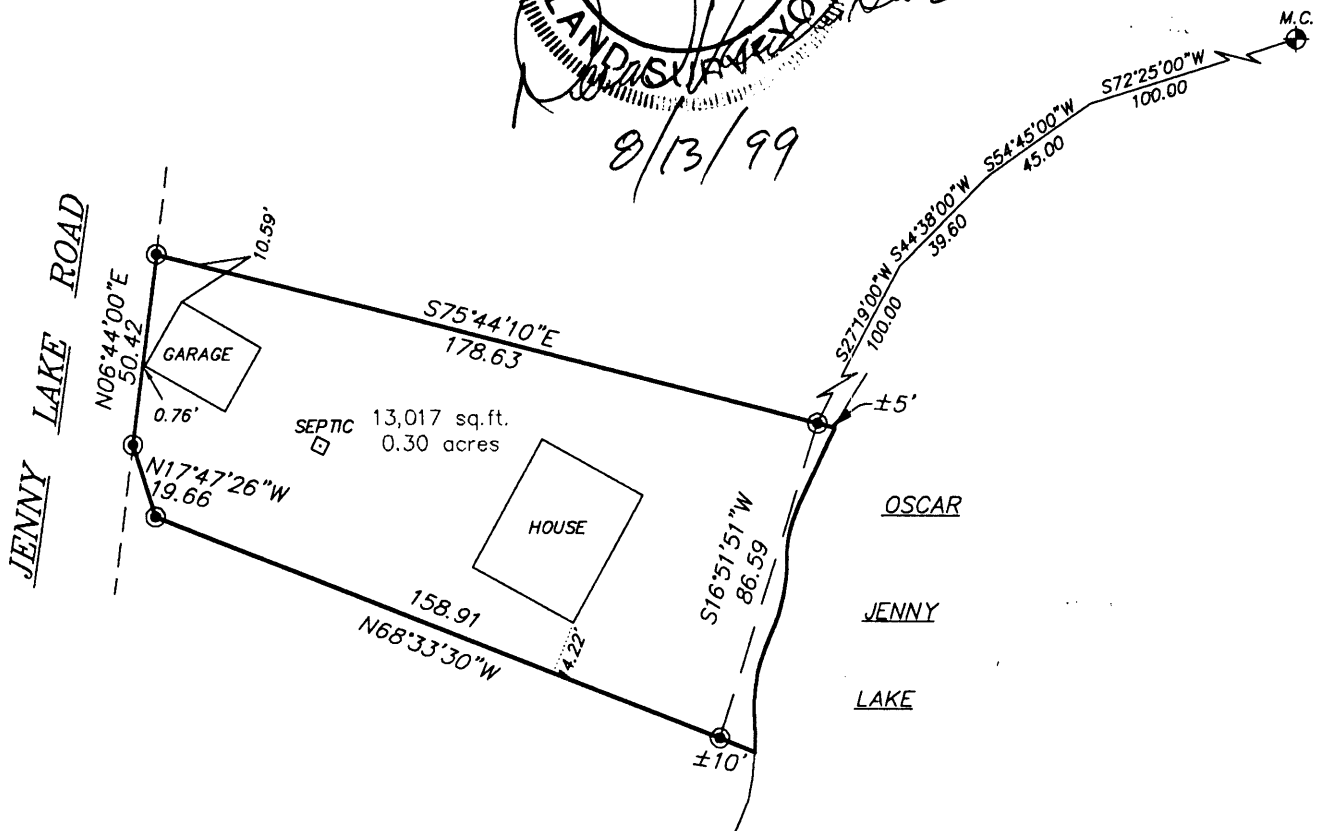 M.C.
LAND SURVEYO
8/13/99
S72°25'00"W
100.00
S54°45'00"W
45.00
S44°38'00"W
39.60
S27°19'00"W
100.00
JENNY LAKE ROAD
10.59'
N06°44'00"E
50.42
GARAGE
0.76'
S75°44'10"E
178.63
±5'
SEPTIC
13,017 sq.ft.
0.30 acres
N17°47'26"W
19.66
HOUSE
S16°51'51"W
86.59
OSCAR
JENNY
LAKE
158.91
N68°33'30"W
4.22'
±10'